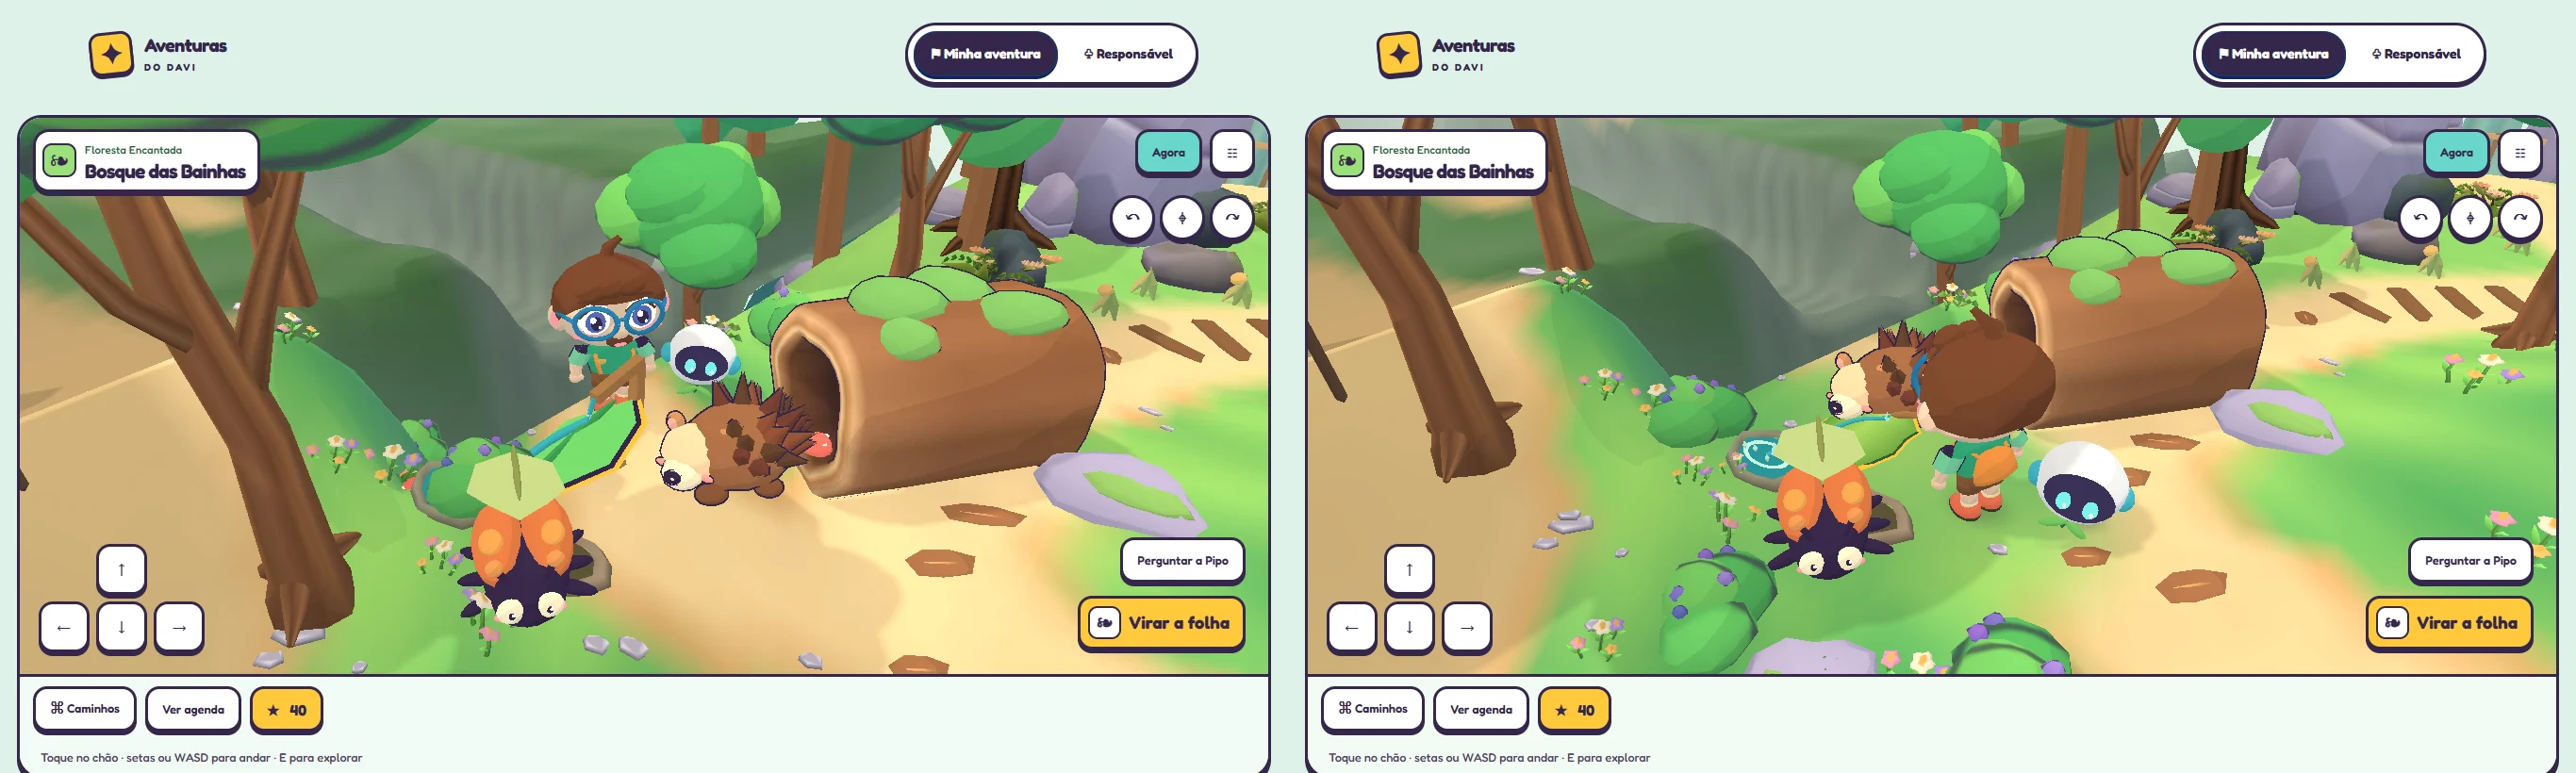 Aventuras
DO DAVI
Minha aventura
Responsável
Floresta Encantada
Bosque das Bainhas
Agora
Perguntar a Pipo
Virar a folha
Caminhos
Ver agenda
★ 40
Toque no chão · setas ou WASD para andar · E para explorar
Aventuras
DO DAVI
Minha aventura
Responsável
Floresta Encantada
Bosque das Bainhas
Agora
Perguntar a Pipo
Virar a folha
Caminhos
Ver agenda
★ 40
Toque no chão · setas ou WASD para andar · E para explorar